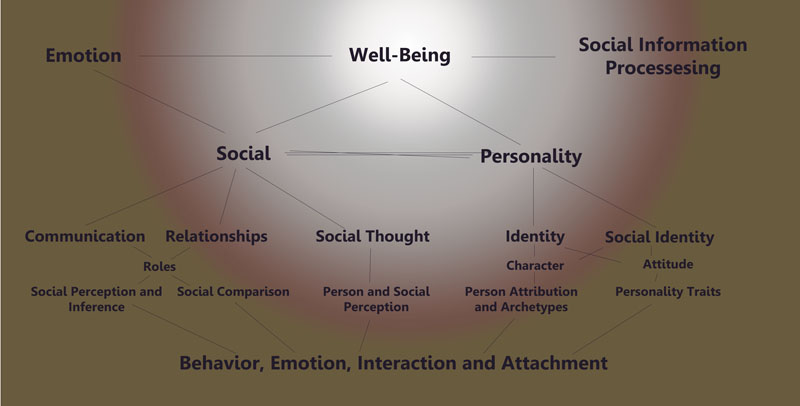 Emotion
Well-Being
Social Information
Processesing
Social
Personality
Communication
Relationships
Social Thought
Identity
Social Identity
Roles
Character
Attitude
Social Perception and
Inference
Social Comparison
Person and Social
Perception
Person Attribution
and Archetypes
Personality Traits
Behavior, Emotion, Interaction and Attachment